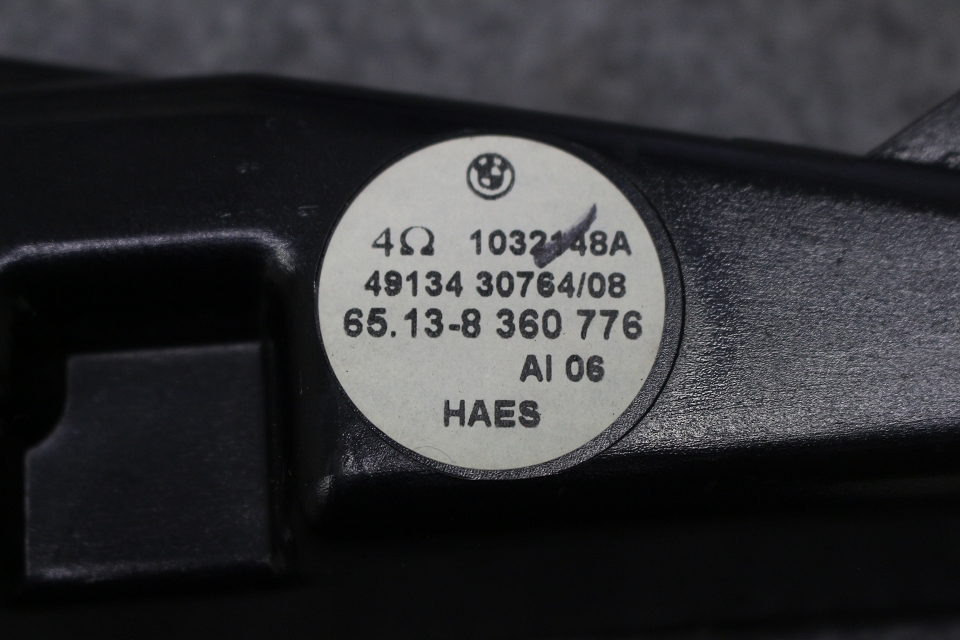 4Ω 1032148A
49134 30764/08
65.13-8 360 776
AI 06
HAES